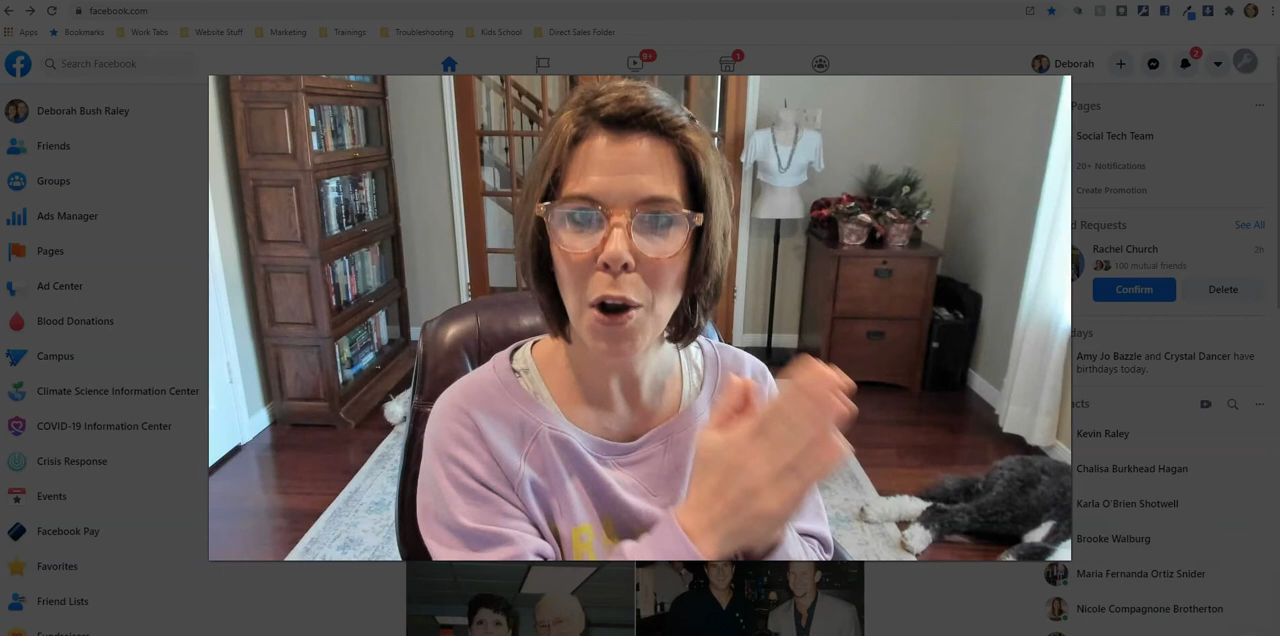 facebook.com
Apps
Bookmarks
Work Tabs
Website Stuff
Marketing
Trainings
Troubleshooting
Kids School
Direct Sales Folder
Search Facebook
9+
1
Deborah
2
Deborah Bush Raley
Friends
Groups
Ads Manager
Pages
Ad Center
Blood Donations
Campus
Climate Science Information Center
COVID-19 Information Center
Crisis Response
Events
Facebook Pay
Favorites
Friend Lists
Pages
Social Tech Team
20+ Notifications
Create Promotion
d Requests
See All
Rachel Church
2h
100 mutual friends
Confirm
Delete
days
Amy Jo Bazzle and Crystal Dancer have
birthdays today.
acts
Kevin Raley
Chalisa Burkhead Hagan
Karla O'Brien Shotwell
Brooke Walburg
Maria Fernanda Ortiz Snider
Nicole Compagnone Brotherton